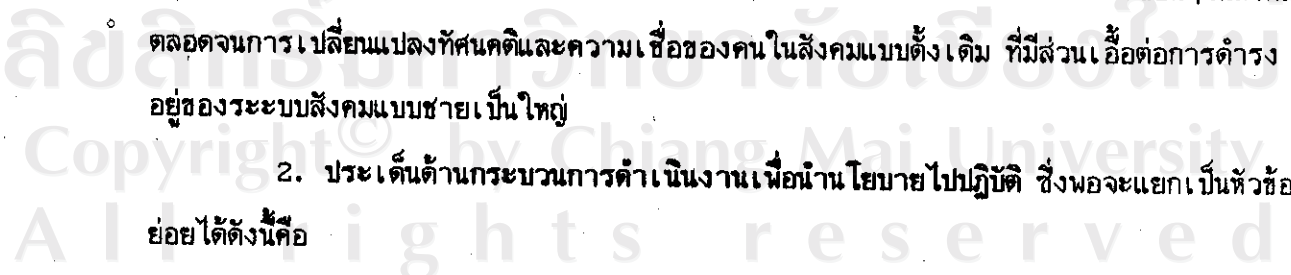 ตลอดจนการเปลี่ยนแปลงทัศนคติและความเชื่อของคนในสังคมแบบดั้งเดิม ที่มีส่วนเอื้อต่อการดำรง
อยู่ของระะบบสังคมแบบชายเป็นใหญ่
2. ประเด็นด้านกระบวนการดำเนินงานเพื่อนำนโยบายไปปฏิบัติ ซึ่งพอจะแยกเป็นหัวข้อ
ย่อยได้ดังนี้คือ
ลิขสิทธิ์มหาวิทยาลัยเชียงใหม่
Copyright© by Chiang Mai University
All rights reserved